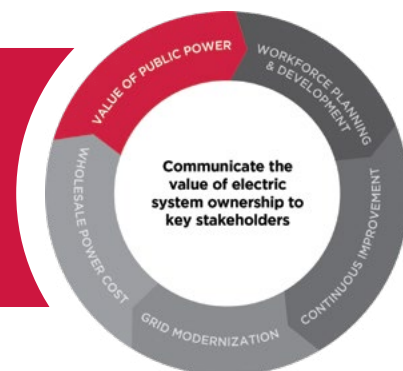 VALUE OF PUBLIC POWER
WORKFORCE PLANNING
& DEVELOPMENT
CONTINUOUS IMPROVEMENT
GRID MODERNIZATION
WHOLESALE POWER COST
Communicate the
value of electric
system ownership to
key stakeholders